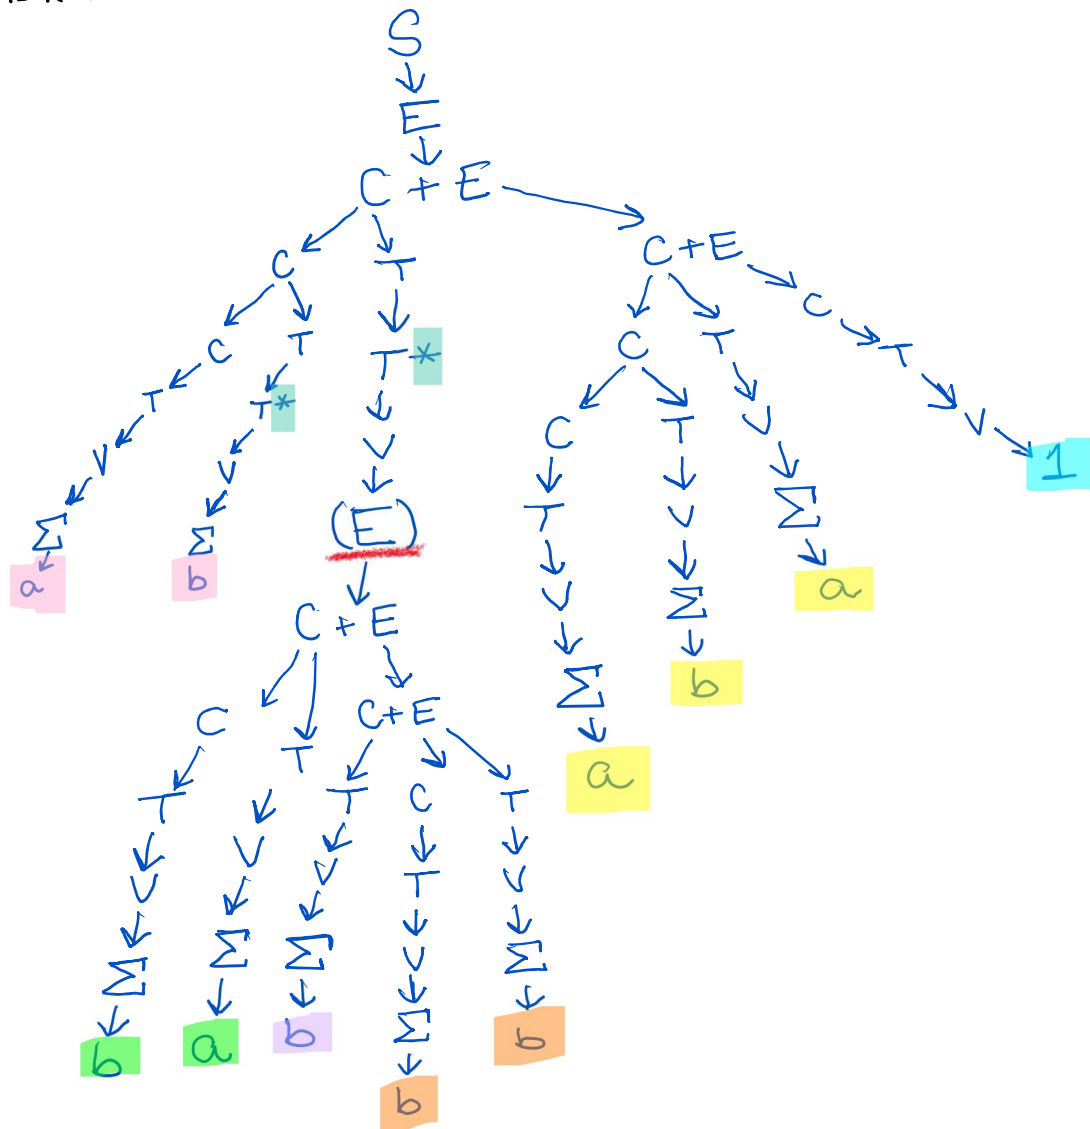 S
E
C + E
C T C + E
C T C T C
T T * T * C T T
V V V C T V V 1
Σ Σ (E) T V Σ
a b V Σ a
C + E Σ b
C T C + E a
T T C T
V V V T V
Σ Σ Σ V Σ
b a b Σ b
b